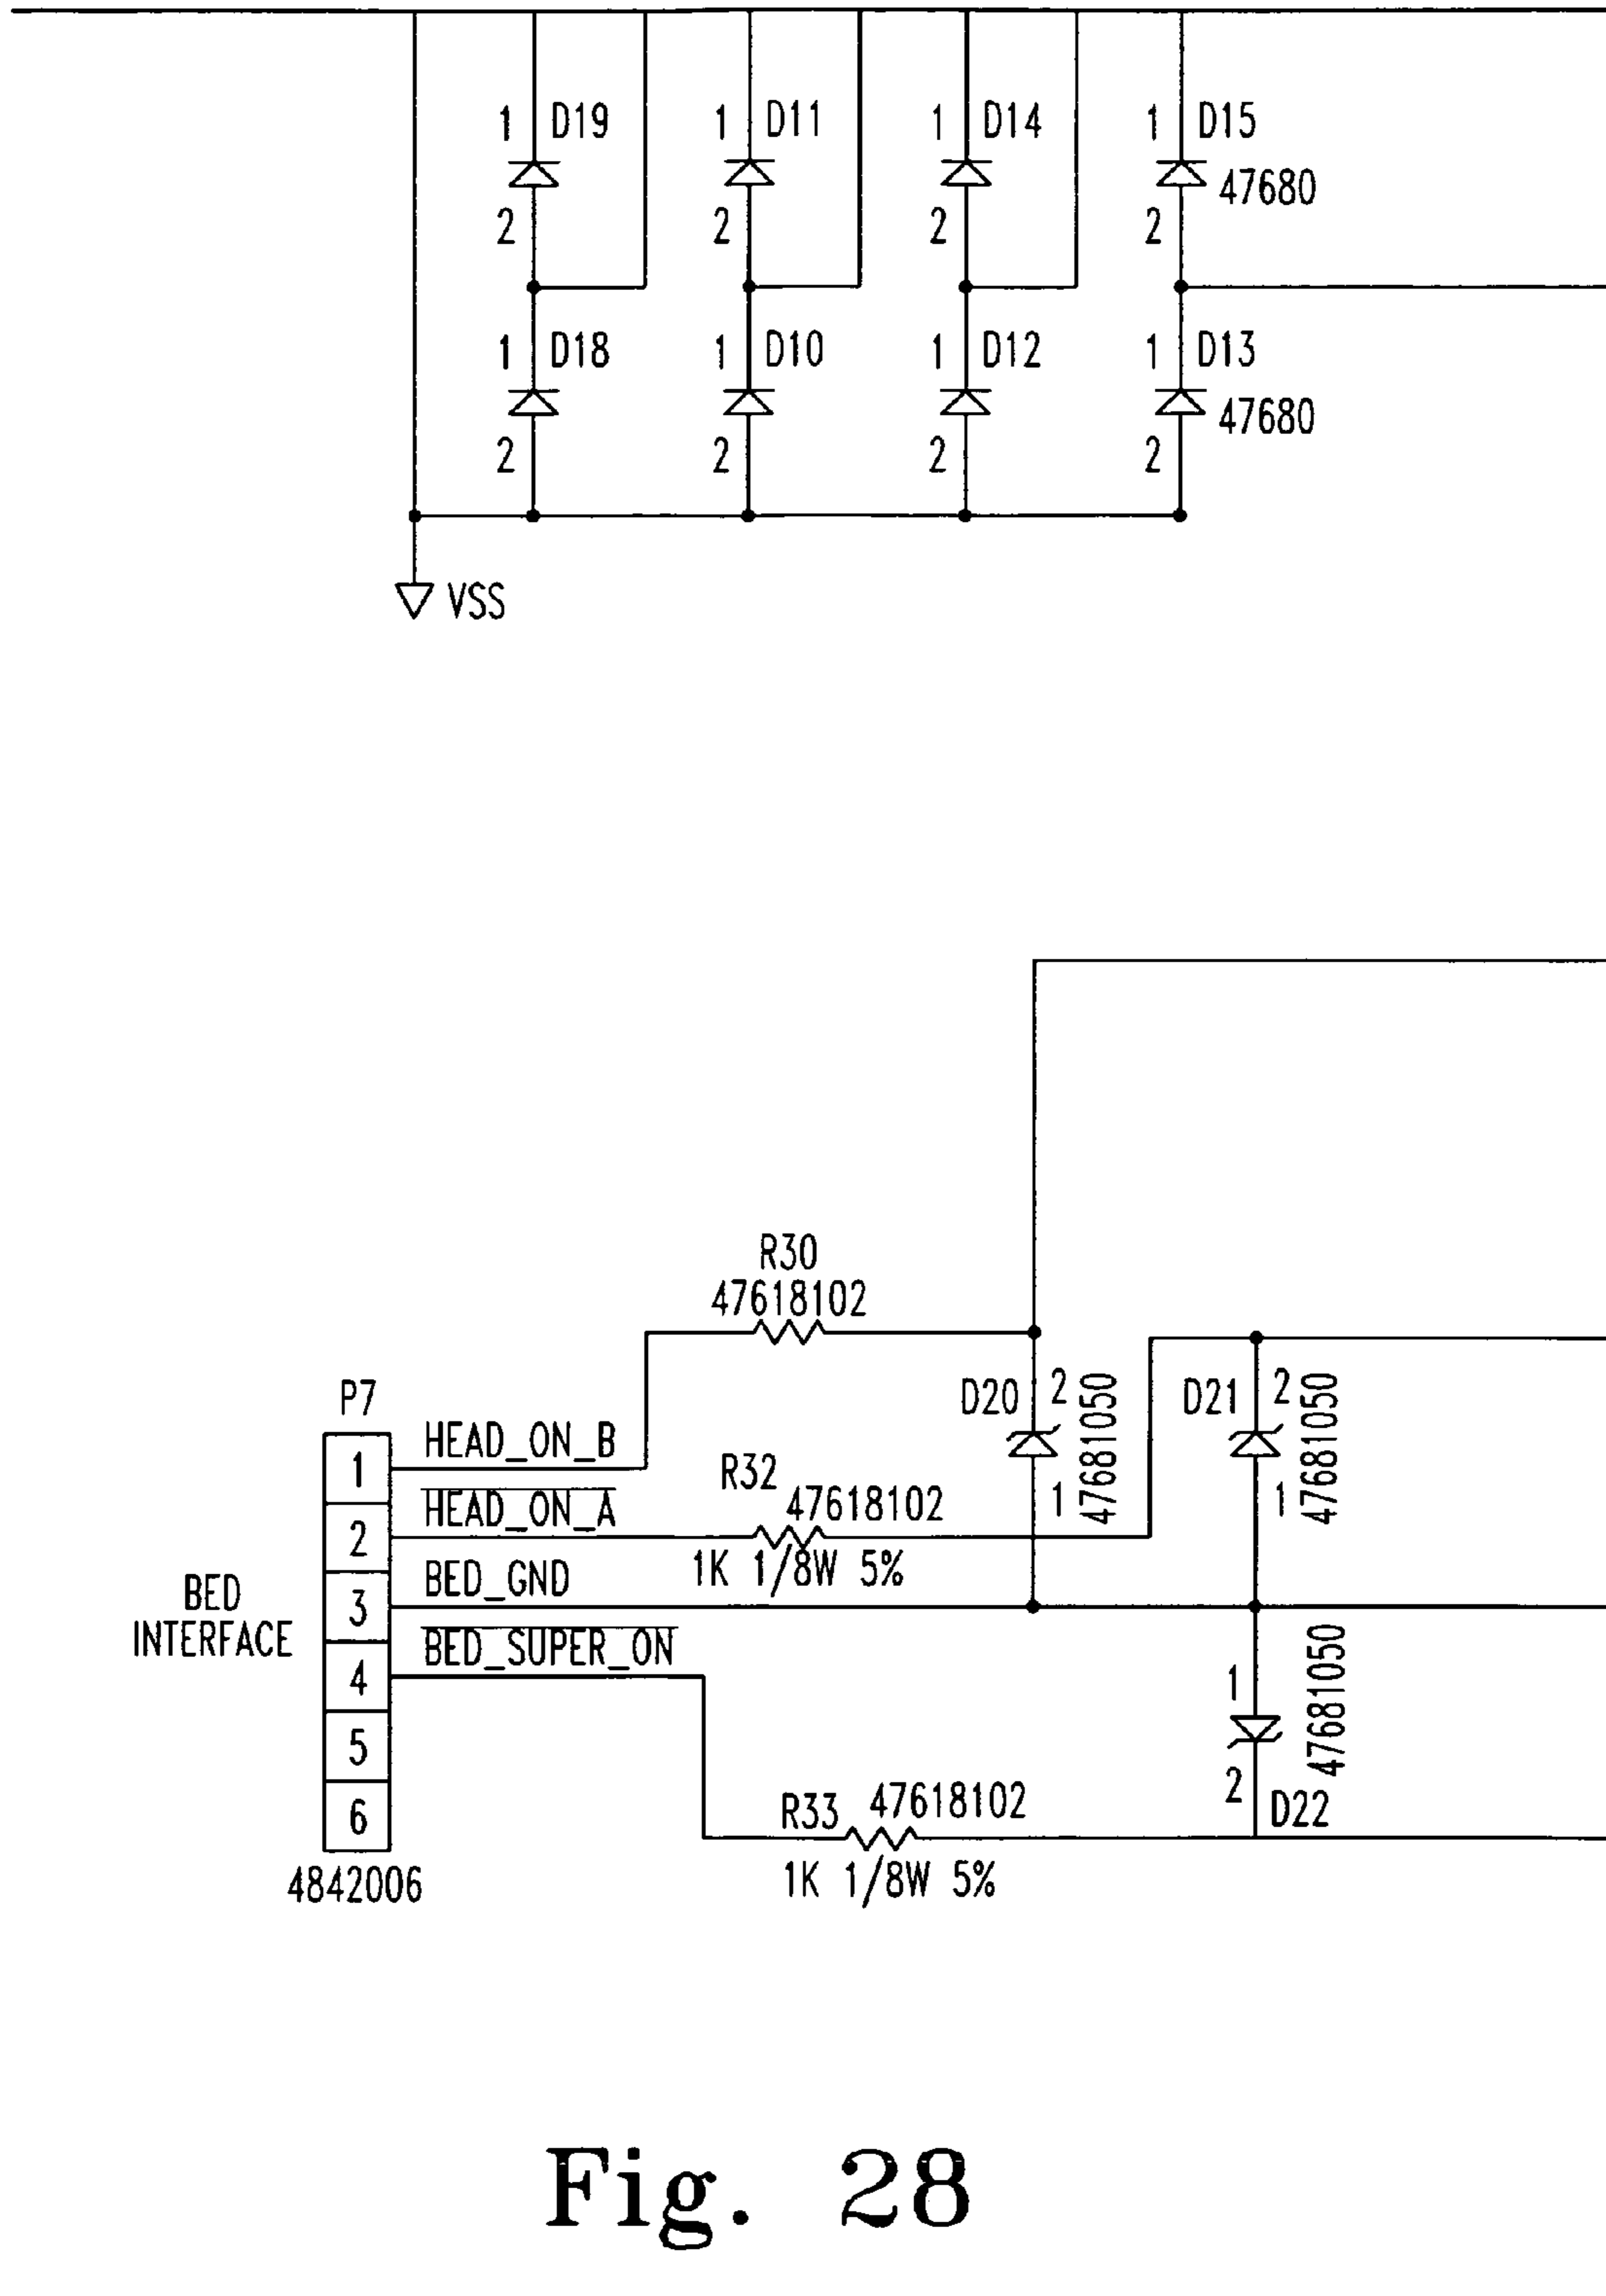 1 D19
1 D11
1 D14
1 D15
47680
2
2
2
2
1 D18
1 D10
1 D12
1 D13
47680
2
2
2
2
VSS
R30
47618102
P7
D20 2 47681050
D21 2 47681050
1 HEAD_ON_B
R32
47618102
1
1
2 HEAD_ON_A
1K 1/8W 5%
BED
INTERFACE
3 BED_GND
4 BED_SUPER_ON
1 47681050
5
2 D22
R33 47618102
6
1K 1/8W 5%
4842006
Fig. 28